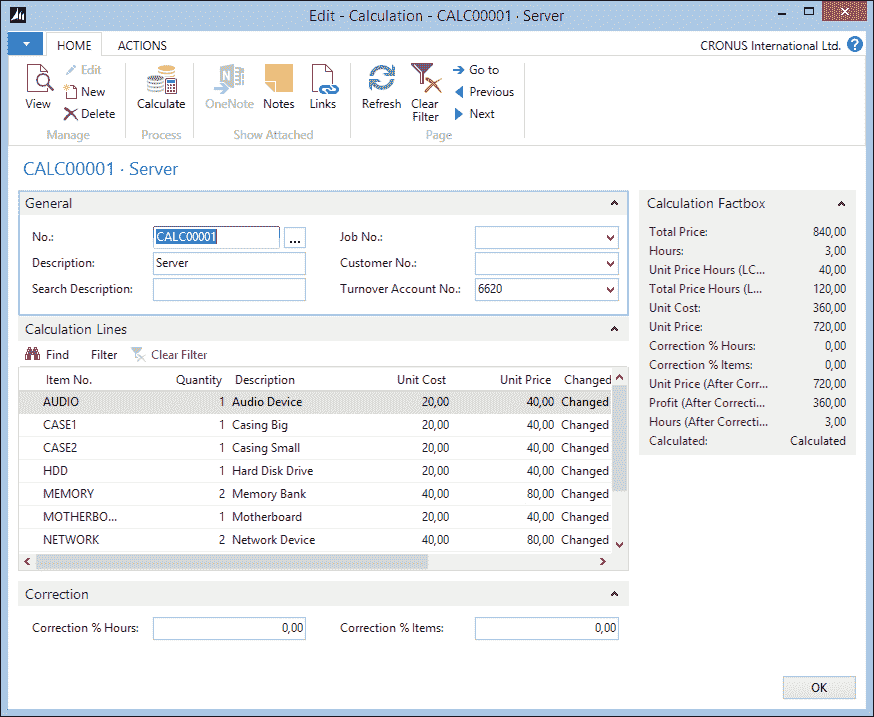 Edit - Calculation - CALC00001 · Server
HOME ACTIONS CRONUS International Ltd.
View Edit New Delete
Manage
Calculate
Process
OneNote Notes Links
Show Attached
Refresh Clear Filter Go to Previous Next
Page
CALC00001 · Server
General
No.: CALC00001 ... Job No.:
Description: Server Customer No.:
Search Description: Turnover Account No.: 6620
Calculation Lines
Find Filter Clear Filter
Item No. Quantity Description Unit Cost Unit Price Changed
AUDIO 1 Audio Device 20,00 40,00 Changed
CASE1 1 Casing Big 20,00 40,00 Changed
CASE2 1 Casing Small 20,00 40,00 Changed
HDD 1 Hard Disk Drive 20,00 40,00 Changed
MEMORY 2 Memory Bank 40,00 80,00 Changed
MOTHERBO... 1 Motherboard 20,00 40,00 Changed
NETWORK 2 Network Device 40,00 80,00 Changed
Correction
Correction % Hours: 0,00 Correction % Items: 0,00
Calculation Factbox
Total Price: 840,00
Hours: 3,00
Unit Price Hours (LC... 40,00
Total Price Hours (L... 120,00
Unit Cost: 360,00
Unit Price: 720,00
Correction % Hours: 0,00
Correction % Items: 0,00
Unit Price (After Corr... 720,00
Profit (After Correcti... 360,00
Hours (After Correcti... 3,00
Calculated: Calculated
OK